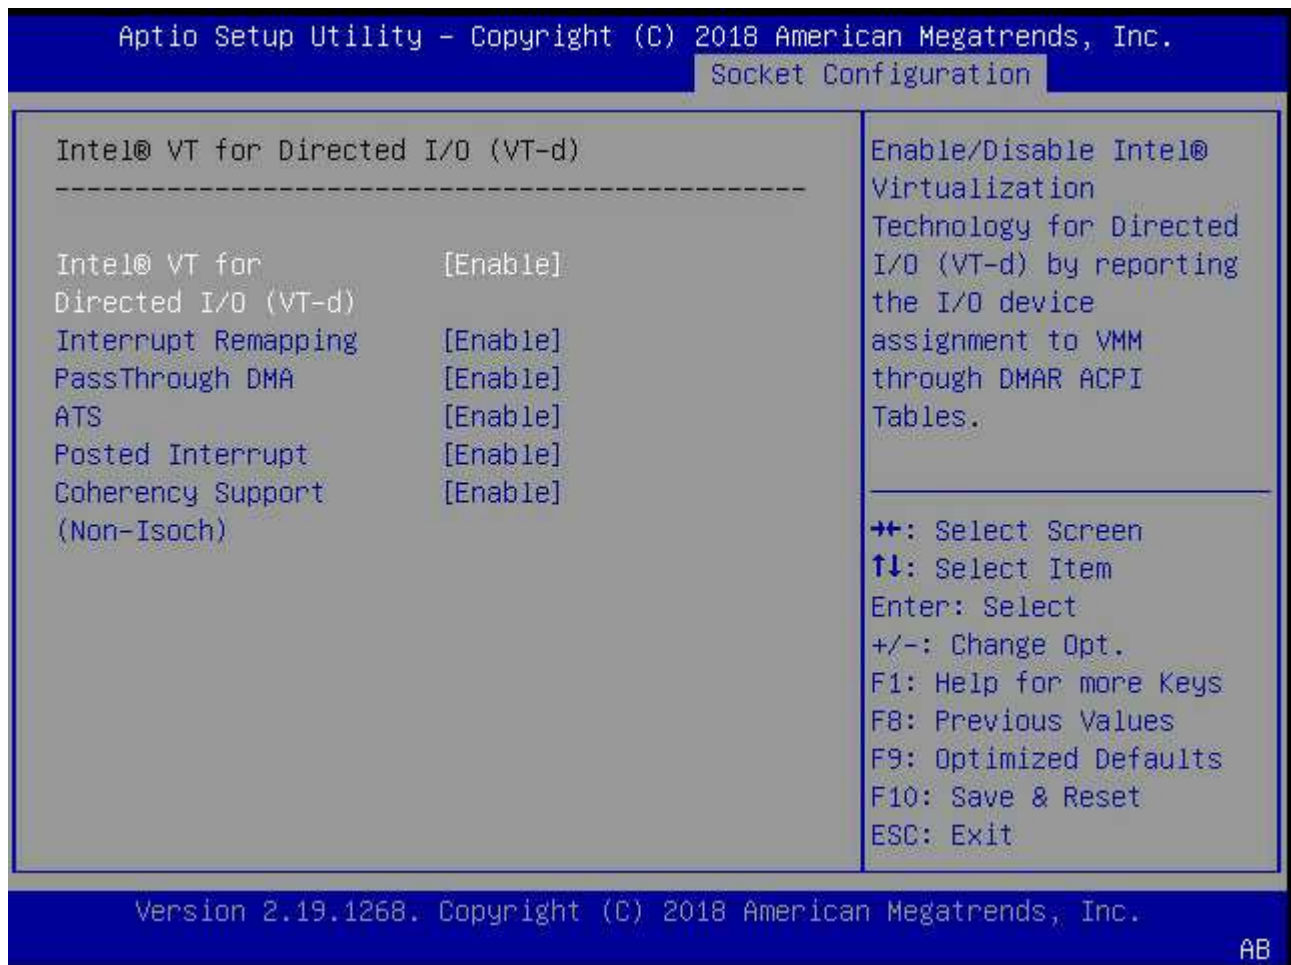 Aptio Setup Utility – Copyright (C) 2018 American Megatrends, Inc.
Socket Configuration
Intel® VT for Directed I/O (VT-d)
-----------------------------------------------
Intel® VT for [Enable]
Directed I/O (VT-d)
Interrupt Remapping [Enable]
PassThrough DMA [Enable]
ATS [Enable]
Posted Interrupt [Enable]
Coherency Support [Enable]
(Non-Isoch)
Enable/Disable Intel®
Virtualization
Technology for Directed
I/O (VT-d) by reporting
the I/O device
assignment to VMM
through DMAR ACPI
Tables.
→←: Select Screen
↑↓: Select Item
Enter: Select
+/-: Change Opt.
F1: Help for more Keys
F8: Previous Values
F9: Optimized Defaults
F10: Save & Reset
ESC: Exit
Version 2.19.1268. Copyright (C) 2018 American Megatrends, Inc.
AB